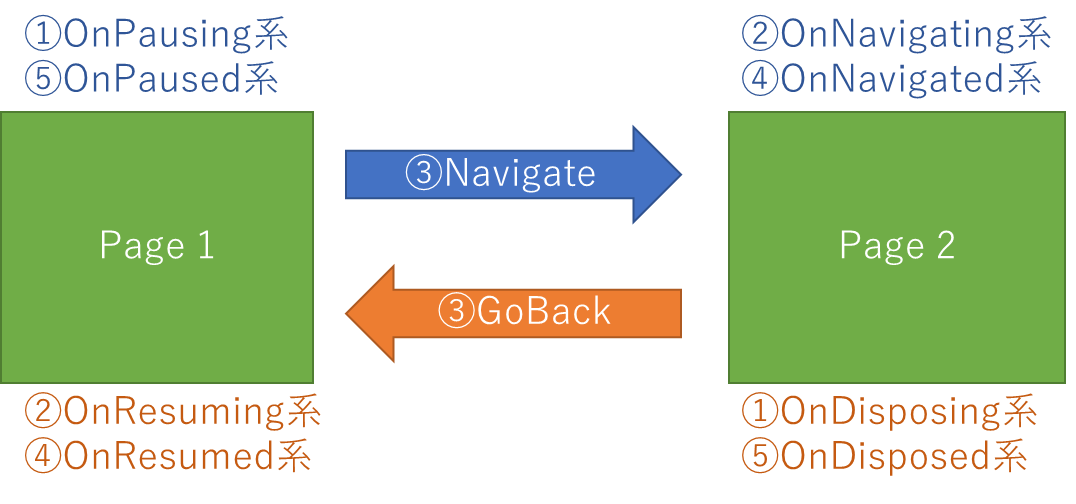 ①OnPausing系
⑤OnPaused系
②OnNavigating系
④OnNavigated系
③Navigate
Page 1
Page 2
③GoBack
②OnResuming系
④OnResumed系
①OnDisposing系
⑤OnDisposed系